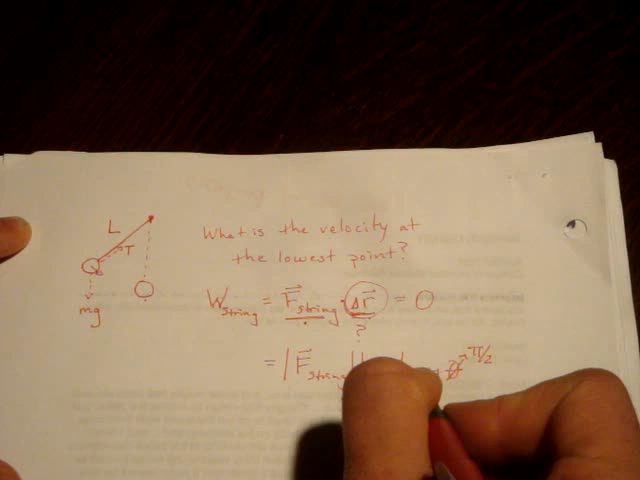 L
T
mg
What is the velocity at
the lowest point?
W string = F⃗ string · Δr⃗ = 0
?
= |F⃗ string π/2